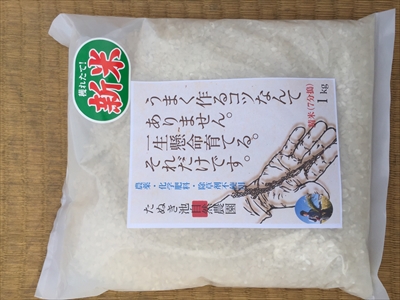 穫れたて!
新米
うまく作るコツなんて
ありません。
一生懸命育てる。
それだけです。
精米(7分搗)
1kg
農薬・化学肥料・除草剤不使用
たぬき池自然農園